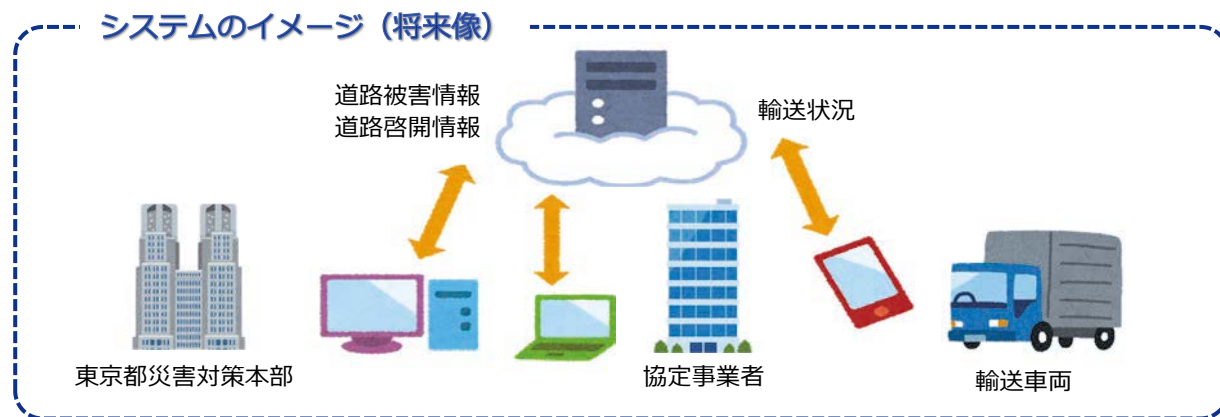 システムのイメージ（将来像）
道路被害情報
道路啓開情報
輸送状況
東京都災害対策本部
協定事業者
輸送車両